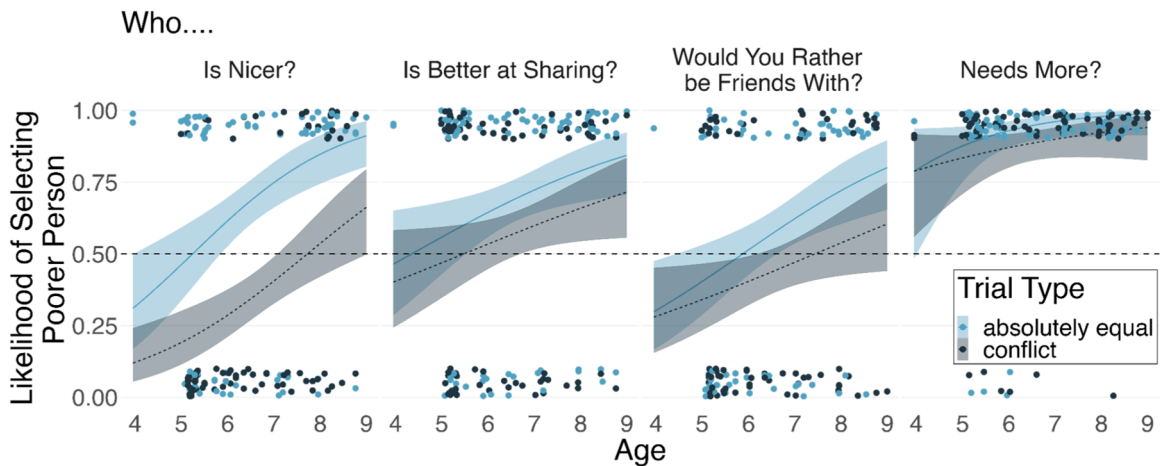 Who....
Is Nicer?
Is Better at Sharing?
Would You Rather
be Friends With?
Needs More?
Likelihood of Selecting
Poorer Person
1.00
0.75
0.50
0.25
0.00
Trial Type
absolutely equal
conflict
4 5 6 7 8 9 4 5 6 7 8 9 4 5 6 7 8 9 4 5 6 7 8 9
Age